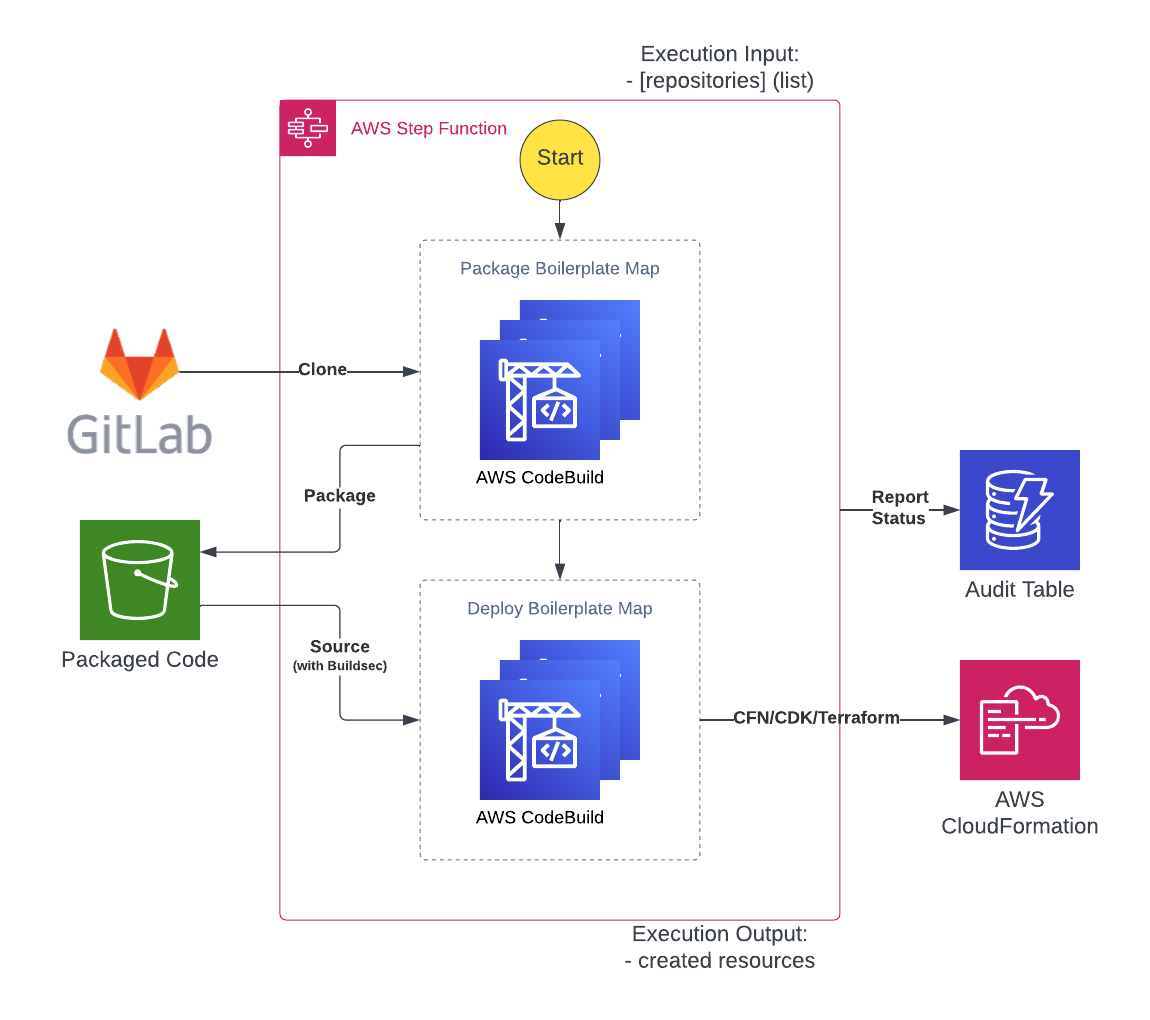 Execution Input:
- [repositories] (list)
AWS Step Function
Start
Package Boilerplate Map
Clone
GitLab
AWS CodeBuild
Package
Report
Status
Audit Table
Deploy Boilerplate Map
Source
(with Buildsec)
Packaged Code
CFN/CDK/Terraform
AWS CodeBuild
AWS
CloudFormation
Execution Output:
- created resources